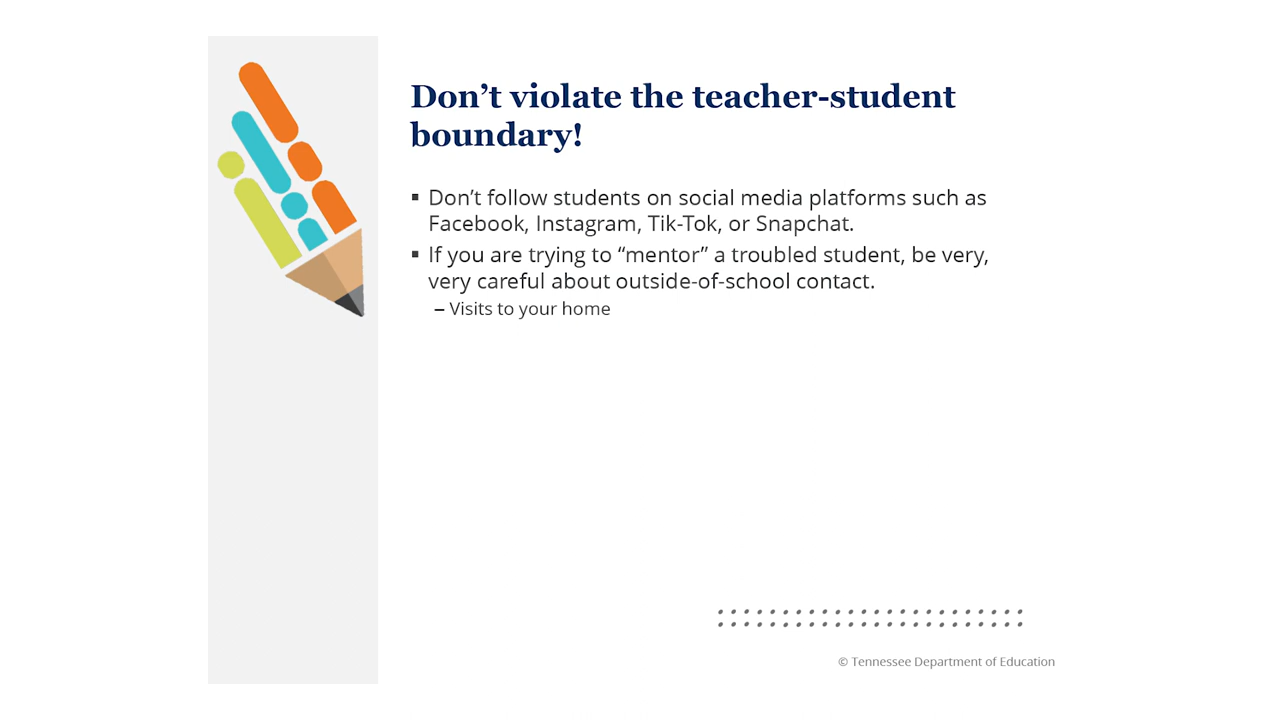 Don’t violate the teacher-student
boundary!
▪ Don’t follow students on social media platforms such as
Facebook, Instagram, Tik-Tok, or Snapchat.
▪ If you are trying to “mentor” a troubled student, be very,
very careful about outside-of-school contact.
– Visits to your home
© Tennessee Department of Education